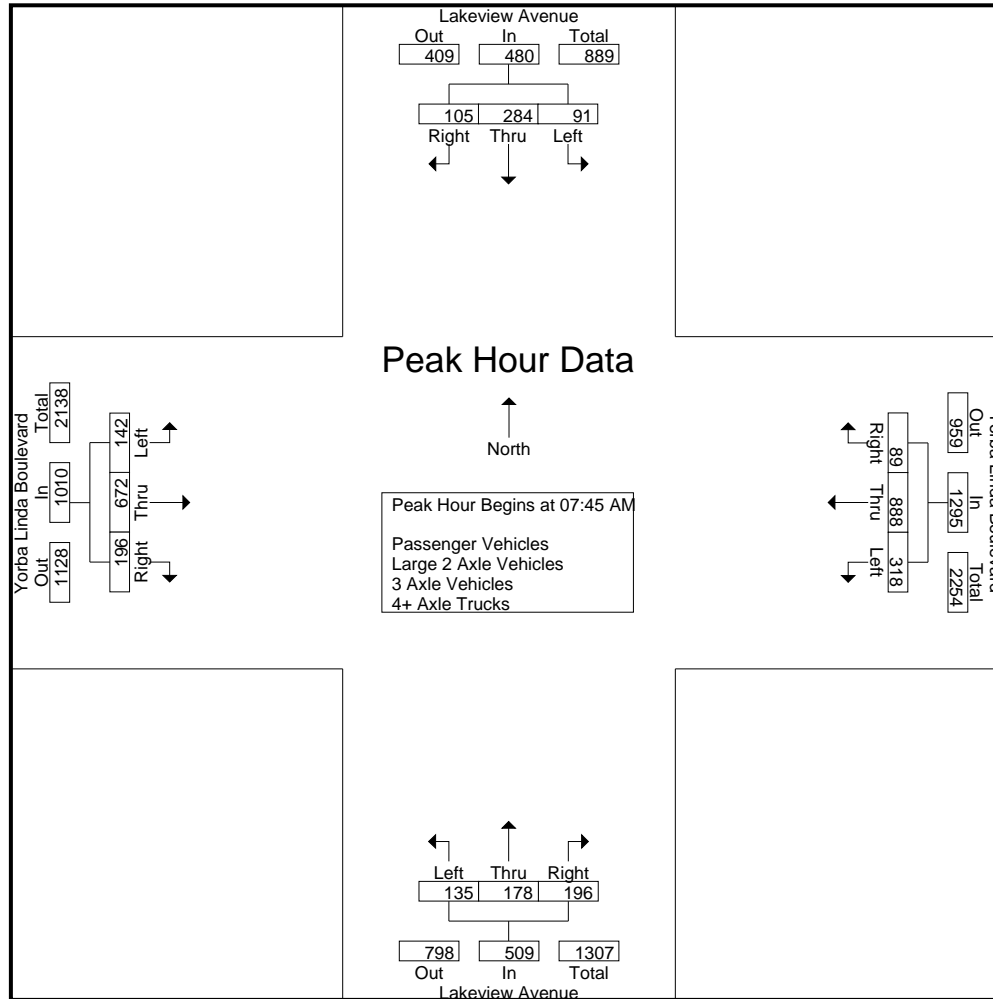 Lakeview Avenue
Out In Total
409 480 889
105 284 91
Right Thru Left
Peak Hour Data
North
Peak Hour Begins at 07:45 AM
Passenger Vehicles
Large 2 Axle Vehicles
3 Axle Vehicles
4+ Axle Trucks
Yorba Linda Boulevard
Out In Total
1128 1010 2138
196 672 142
Right Thru Left
Out In Total
959 1295 2254
89 888 318
Right Thru Left
Left Thru Right
135 178 196
798 509 1307
Out In Total
Lakeview Avenue